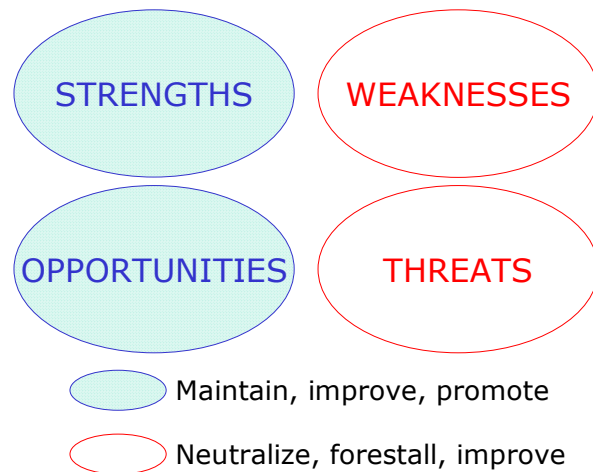 STRENGTHS
WEAKNESSES
OPPORTUNITIES
THREATS
Maintain, improve, promote
Neutralize, forestall, improve